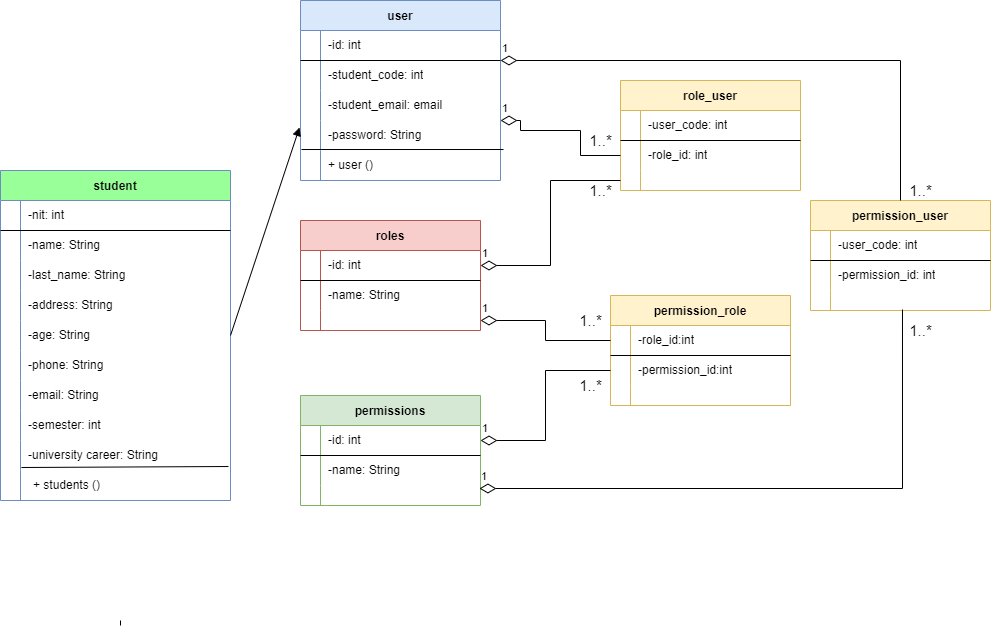 user
-id: int
-student_code: int
-student_email: email
-password: String
+ user ()
1
1
role_user
-user_code: int
-role_id: int
1..*
1..*
student
-nit: int
-name: String
-last_name: String
-address: String
-age: String
-phone: String
-email: String
-semester: int
-university career: String
+ students ()
roles
-id: int
-name: String
1
1
permission_user
-user_code: int
-permission_id: int
1..*
1..*
permission_role
-role_id:int
-permission_id:int
1..*
1..*
permissions
-id: int
-name: String
1
1